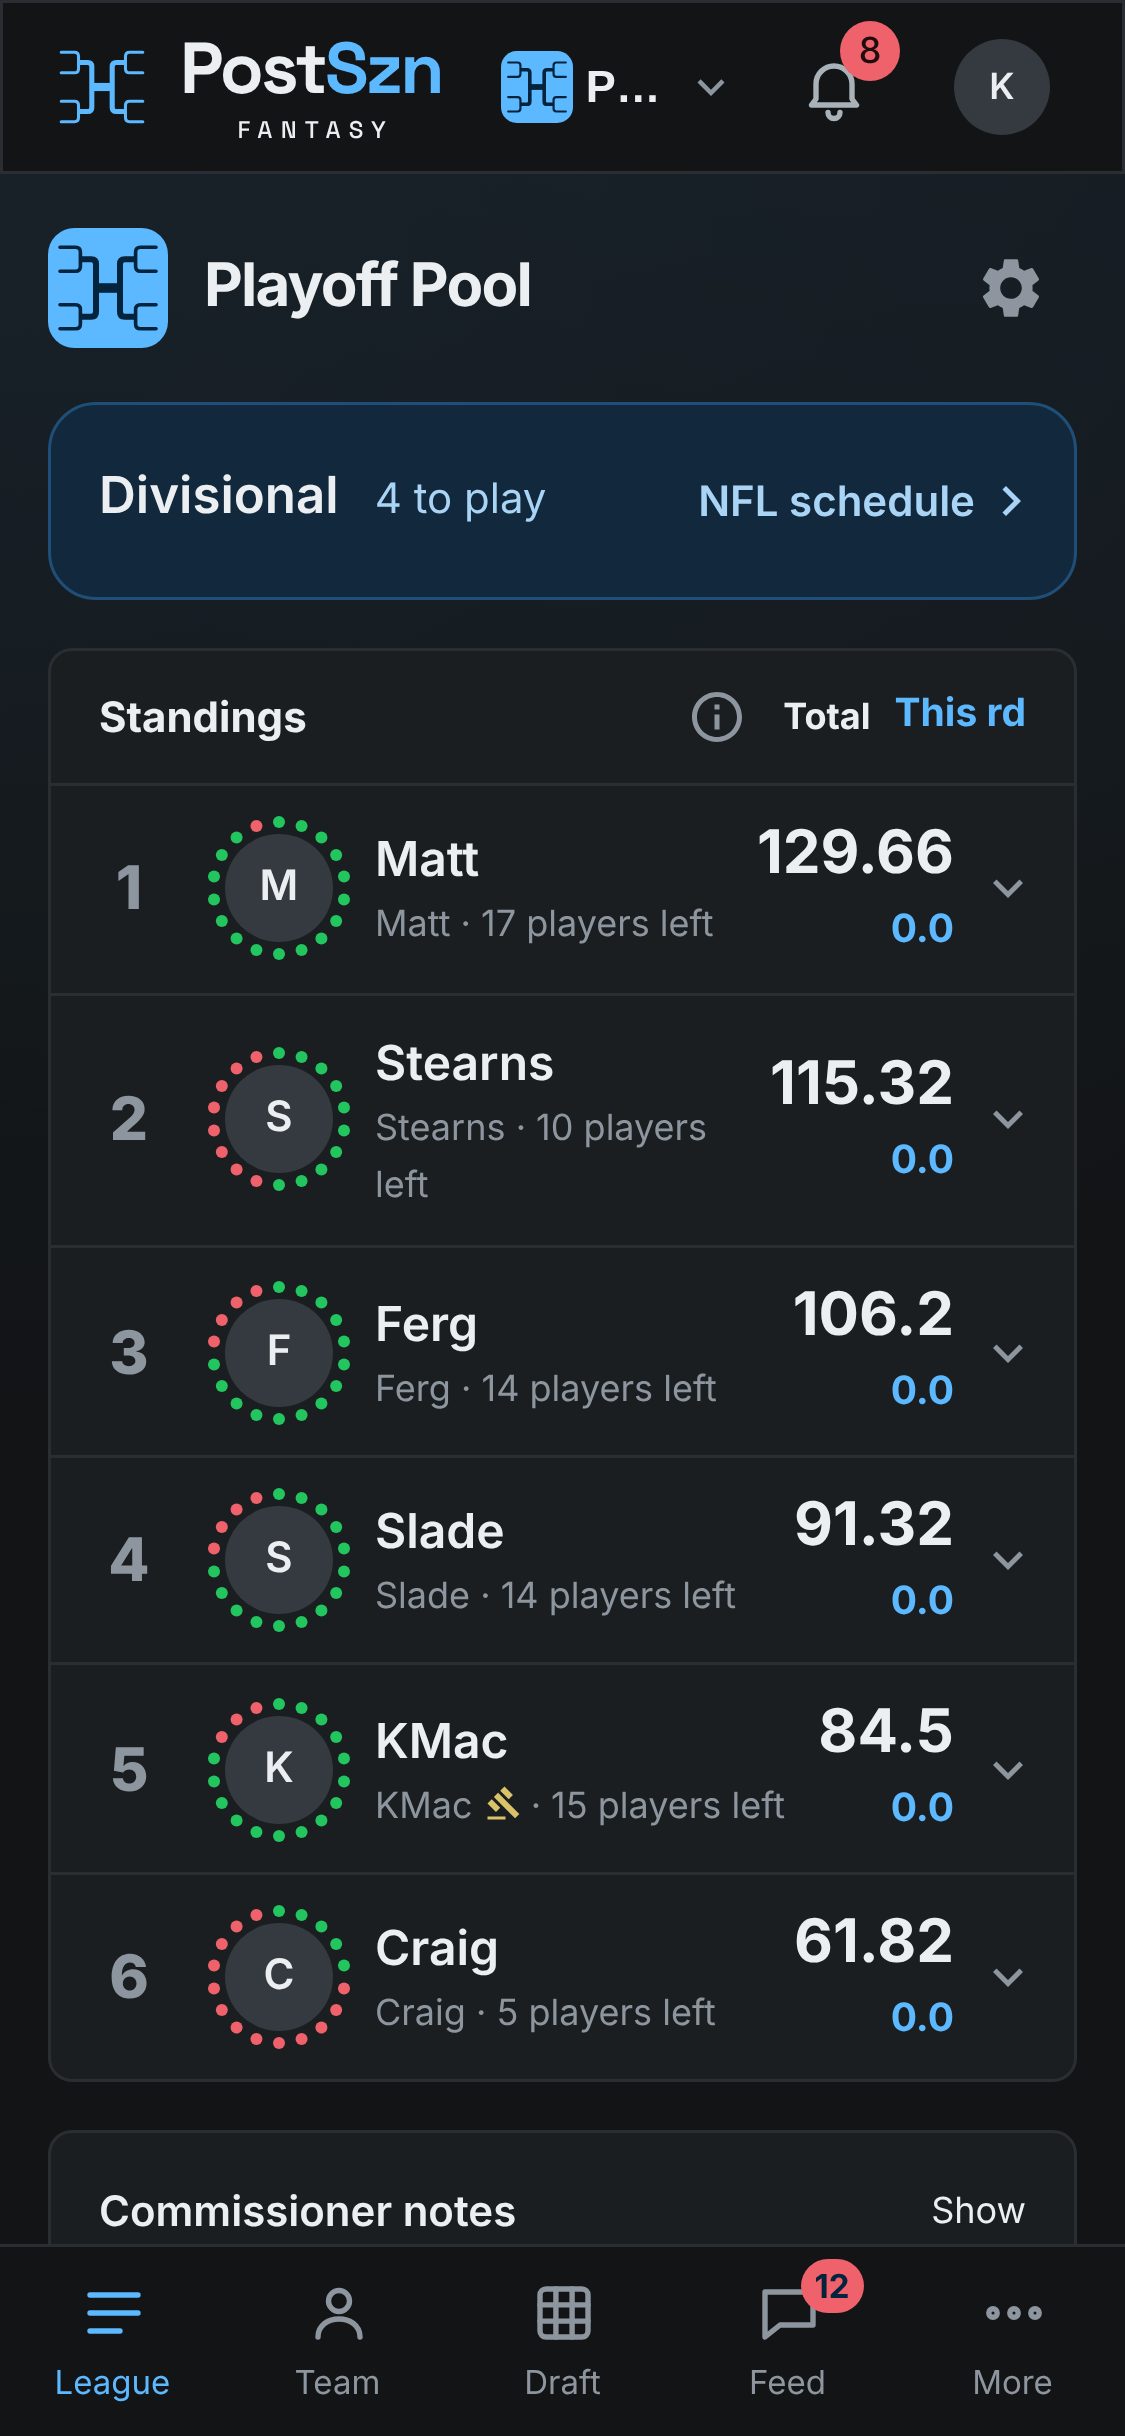 PostSzn
FANTASY
P...
8
K
Playoff Pool
Divisional 4 to play NFL schedule
Standings Total This rd
1 M Matt 129.66
Matt · 17 players left 0.0
2 S Stearns 115.32
Stearns · 10 players
left
0.0
3 F Ferg 106.2
Ferg · 14 players left 0.0
4 S Slade 91.32
Slade · 14 players left 0.0
5 K KMac 84.5
KMac · 15 players left 0.0
6 C Craig 61.82
Craig · 5 players left 0.0
Commissioner notes Show
12
League Team Draft Feed More